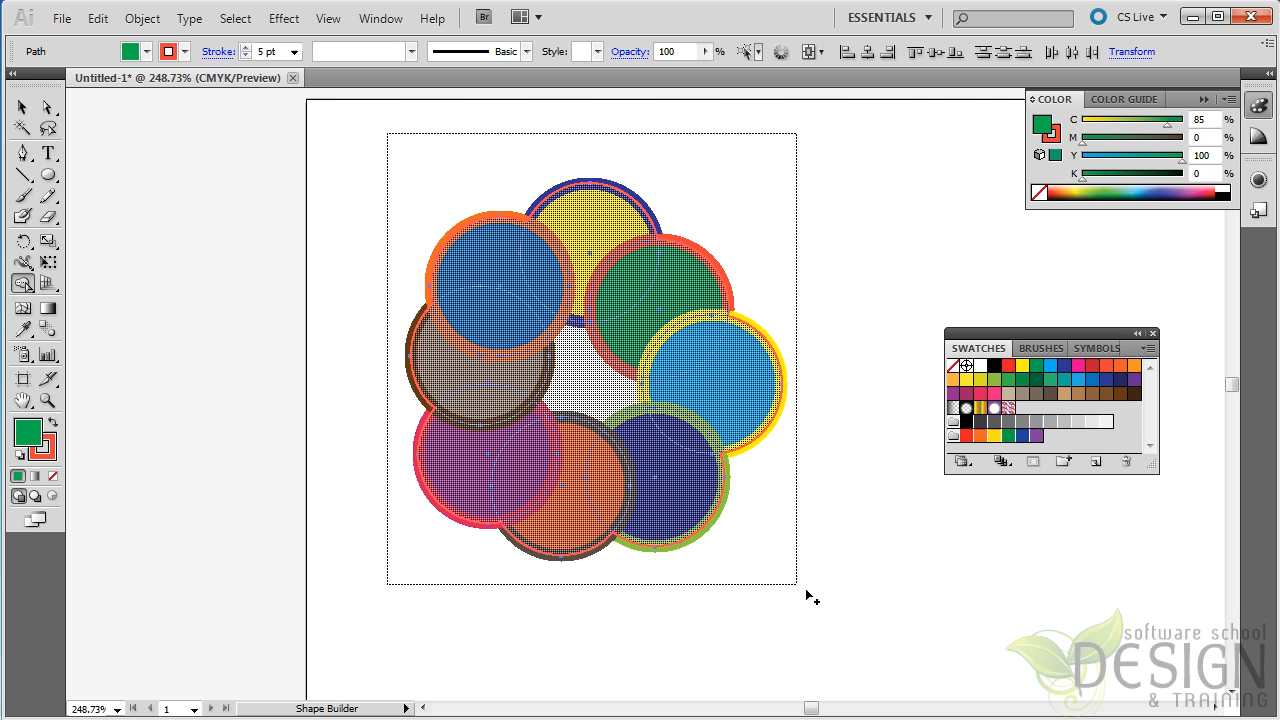 Ai File Edit Object Type Select Effect View Window Help Br ESSENTIALS CS Live
Path Stroke: 5 pt Basic Style: Opacity: 100 % Transform
Untitled-1* @ 248.73% (CMYK/Preview)
COLOR COLOR GUIDE
C 85 %
M 0 %
Y 100 %
K 0 %
T
SWATCHES BRUSHES SYMBOLS
software school
DESIGN
& TRAINING
248.73% 1 Shape Builder